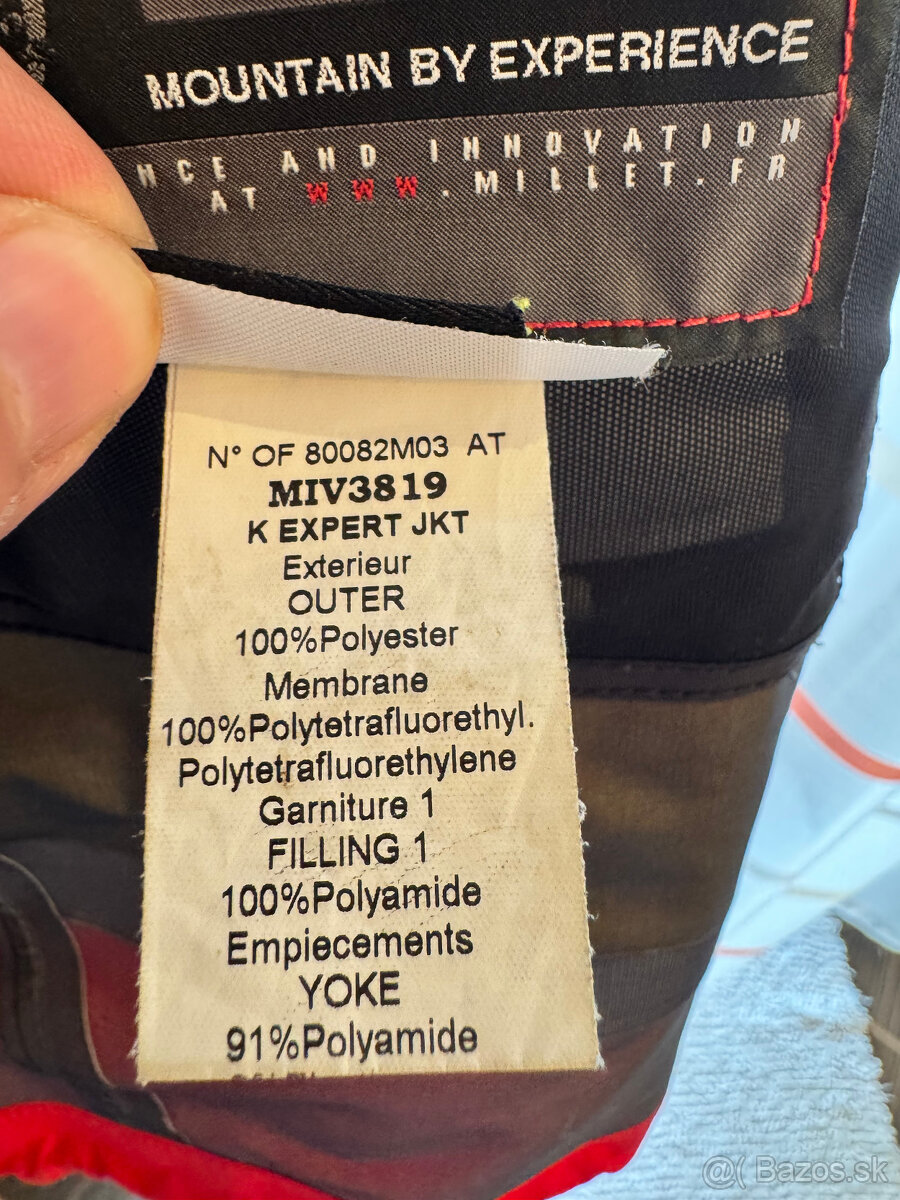 MOUNTAIN BY EXPERIENCE
NCE AND INNOVATION
AT WWW.MILLET.FR
N° OF 80082M03 AT
MIV3819
K EXPERT JKT
Exterieur
OUTER
100%Polyester
Membrane
100%Polytetrafluorethyl.
Polytetrafluorethylene
Garniture 1
FILLING 1
100%Polyamide
Empiecements
YOKE
91%Polyamide
@( Bazos.sk